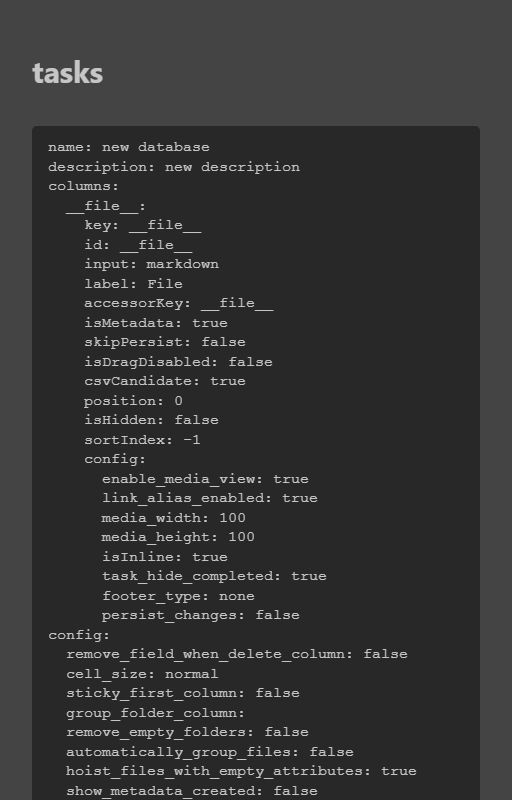 tasks
name: new database
description: new description
columns:
  __file__:
    key: __file__
    id: __file__
    input: markdown
    label: File
    accessorKey: __file__
    isMetadata: true
    skipPersist: false
    isDragDisabled: false
    csvCandidate: true
    position: 0
    isHidden: false
    sortIndex: -1
    config:
      enable_media_view: true
      link_alias_enabled: true
      media_width: 100
      media_height: 100
      isInline: true
      task_hide_completed: true
      footer_type: none
      persist_changes: false
config:
  remove_field_when_delete_column: false
  cell_size: normal
  sticky_first_column: false
  group_folder_column:
  remove_empty_folders: false
  automatically_group_files: false
  hoist_files_with_empty_attributes: true
  show_metadata_created: false